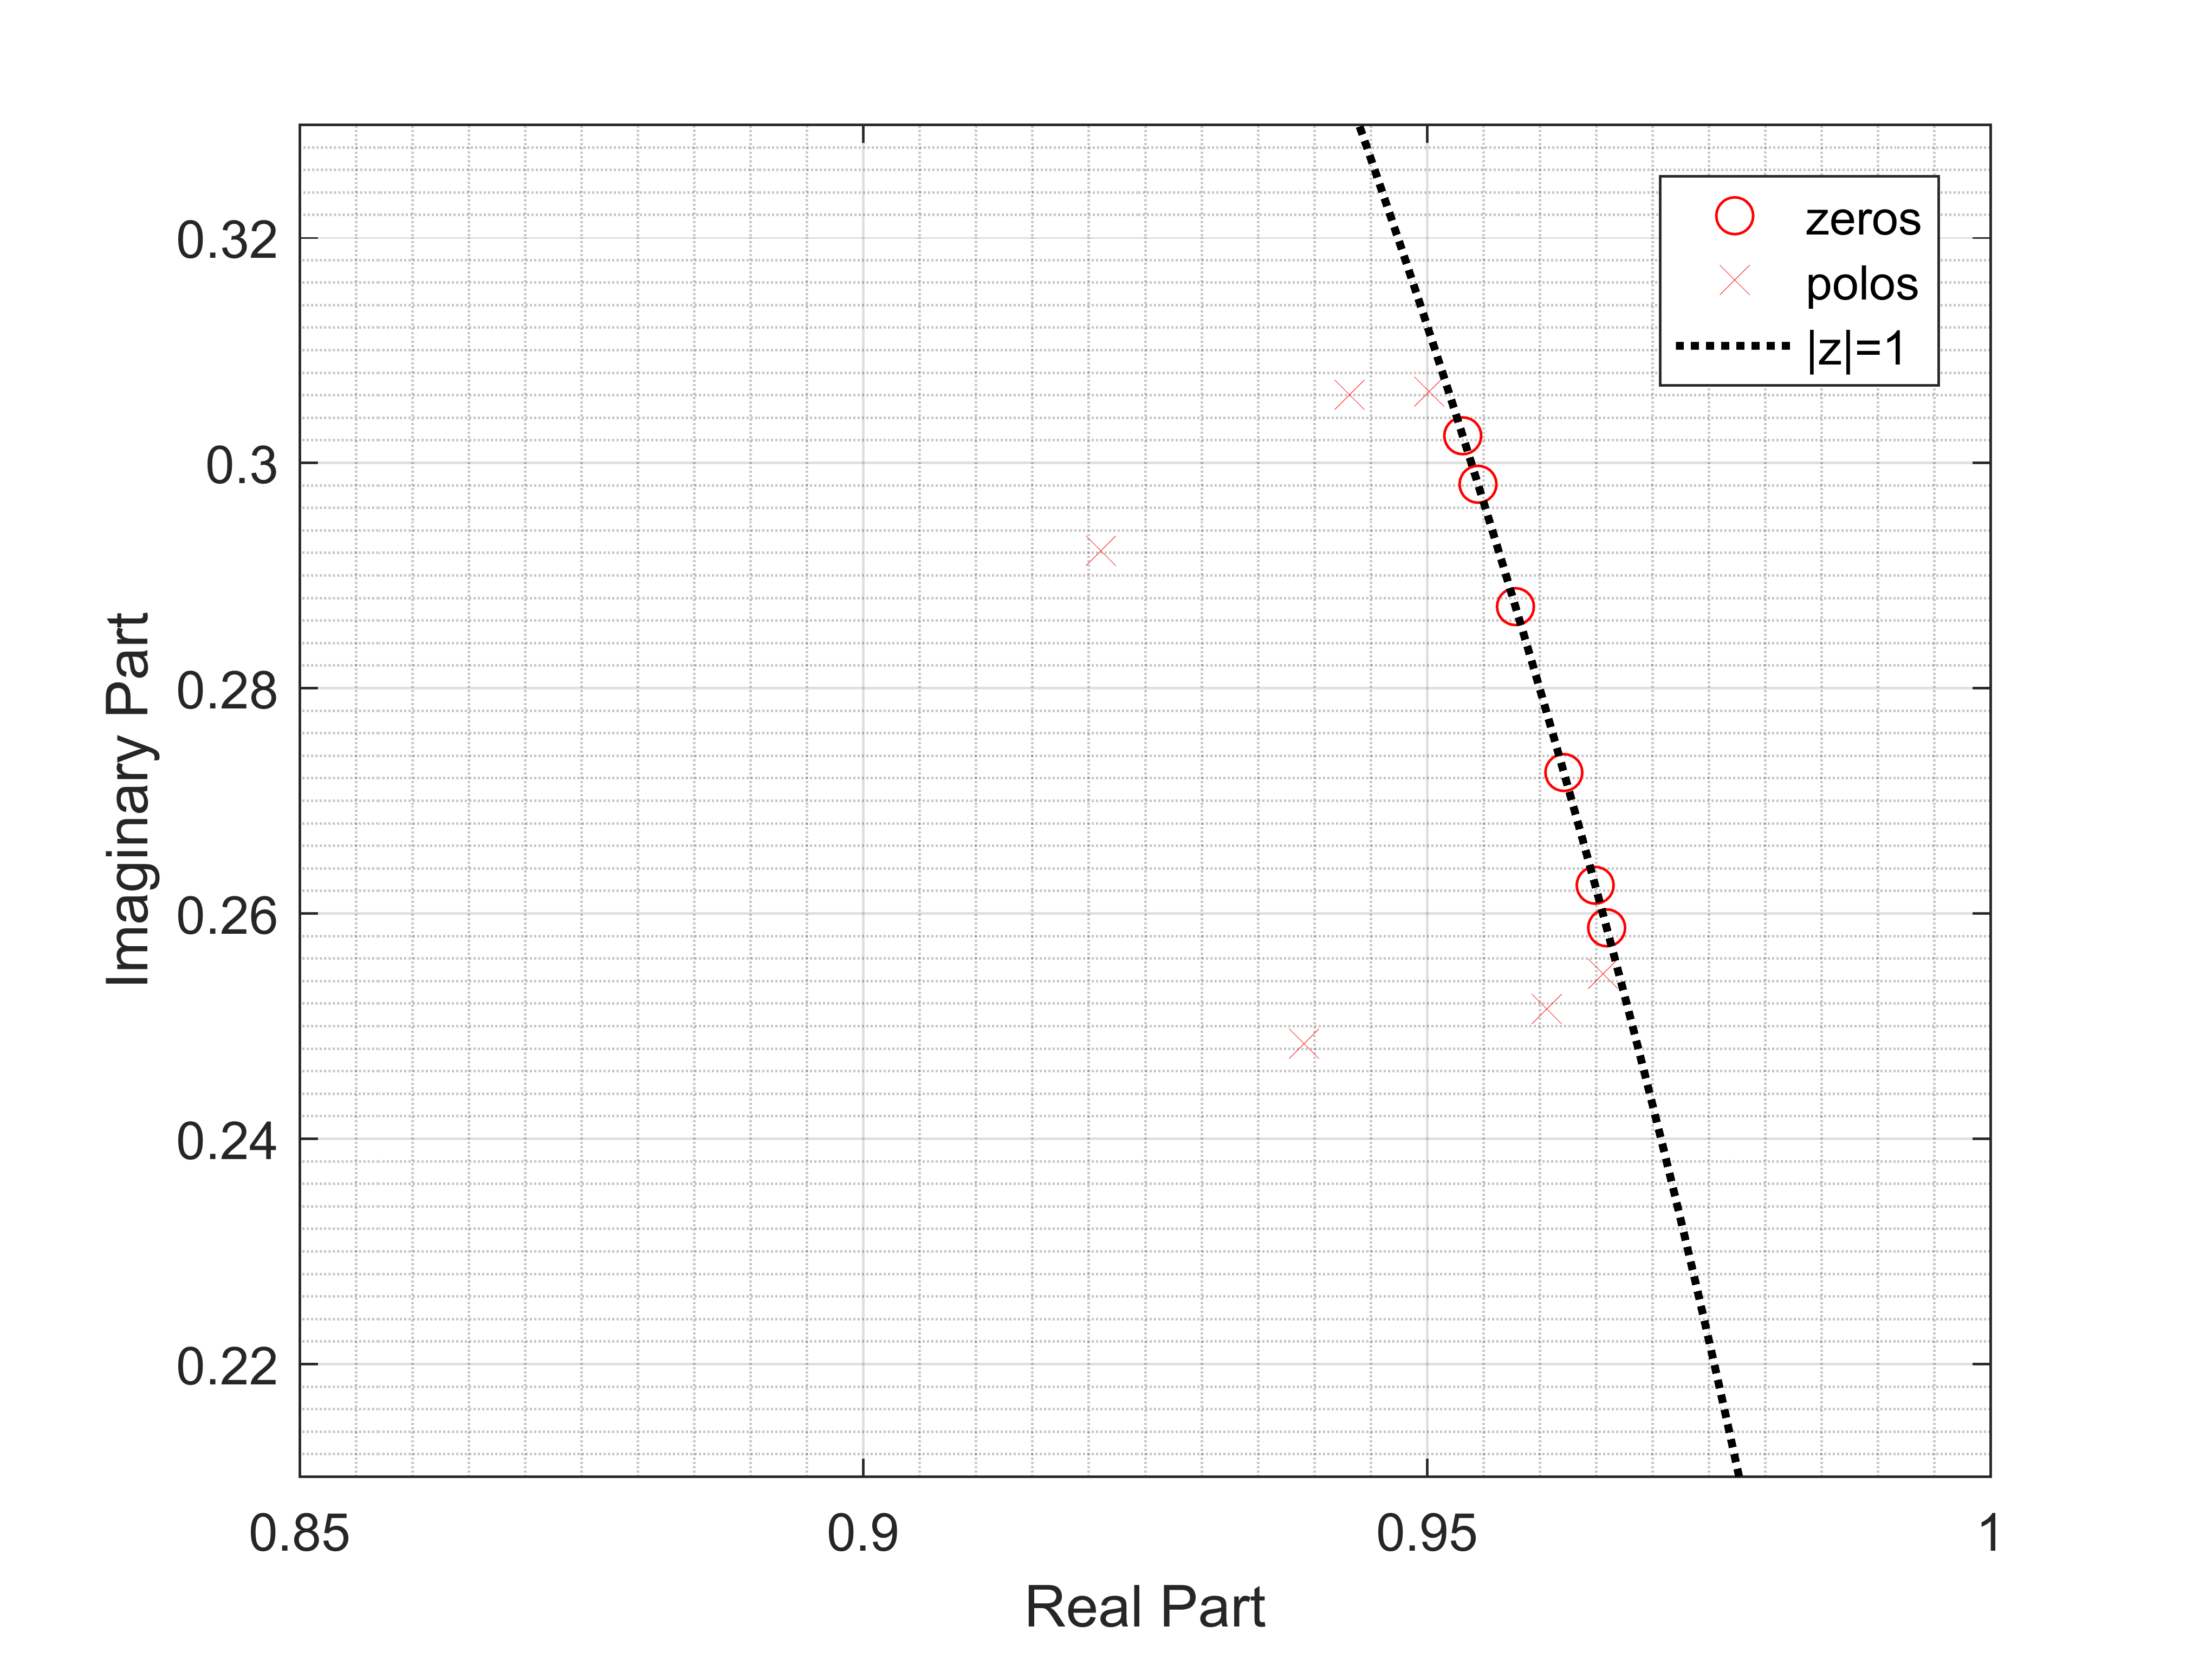 zeros
polos
|z|=1
0.32
0.3
0.28
0.26
0.24
0.22
Imaginary Part
0.85
0.9
0.95
1
Real Part